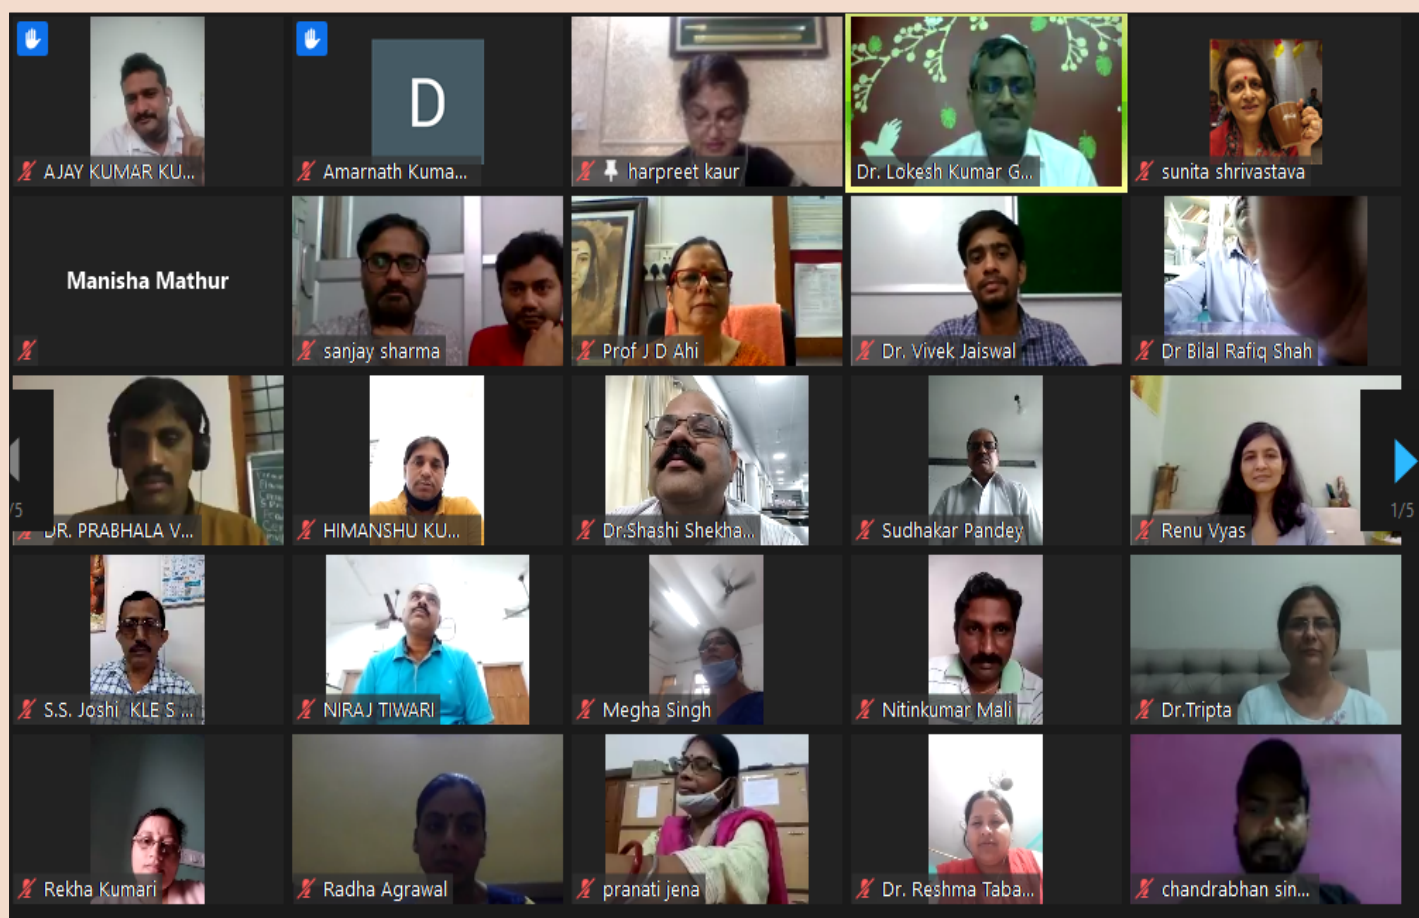 AJAY KUMAR KU...
D
Amarnath Kuma...
harpreet kaur
Dr. Lokesh Kumar G...
sunita shrivastava
Manisha Mathur
sanjay sharma
Prof J D Ahi
Dr. Vivek Jaiswal
Dr Bilal Rafiq Shah
DR. PRABHALA V...
HIMANSHU KU...
Dr.Shashi Shekha...
Sudhakar Pandey
Renu Vyas
/5
1/5
S.S. Joshi KLE S ...
NIRAJ TIWARI
Megha Singh
Nitinkumar Mali
Dr.Tripta
Rekha Kumari
Radha Agrawal
pranati jena
Dr. Reshma Taba...
chandrabhan sin...